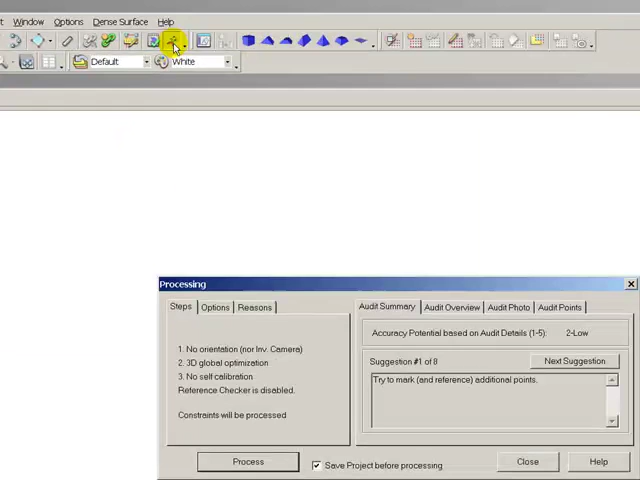 t Window Options Dense Surface Help
Default White
Processing
Steps Options Reasons
Audit Summary Audit Overview Audit Photo Audit Points
Accuracy Potential based on Audit Details (1-5): 2-Low
1. No orientation (nor Inv. Camera)
2. 3D global optimization
3. No self calibration
Reference Checker is disabled.
Constraints will be processed
Suggestion #1 of 8 Next Suggestion
Try to mark (and reference) additional points.
Process Save Project before processing Close Help